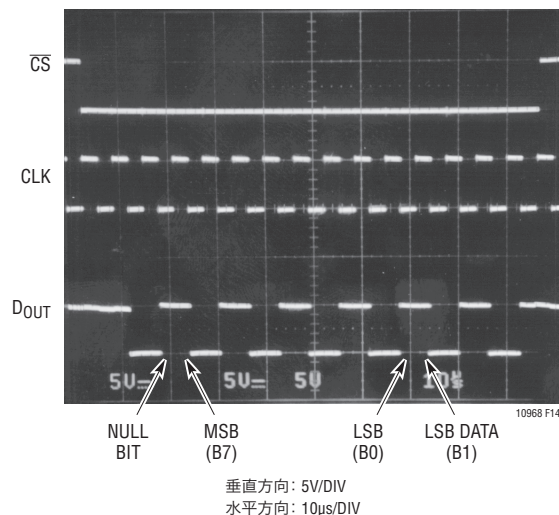 CS
CLK
DOUT
5V 5V 5V 10µs
10968 F14
NULL BIT
MSB (B7)
LSB (B0)
LSB DATA (B1)
垂直方向: 5V/DIV
水平方向: 10µs/DIV